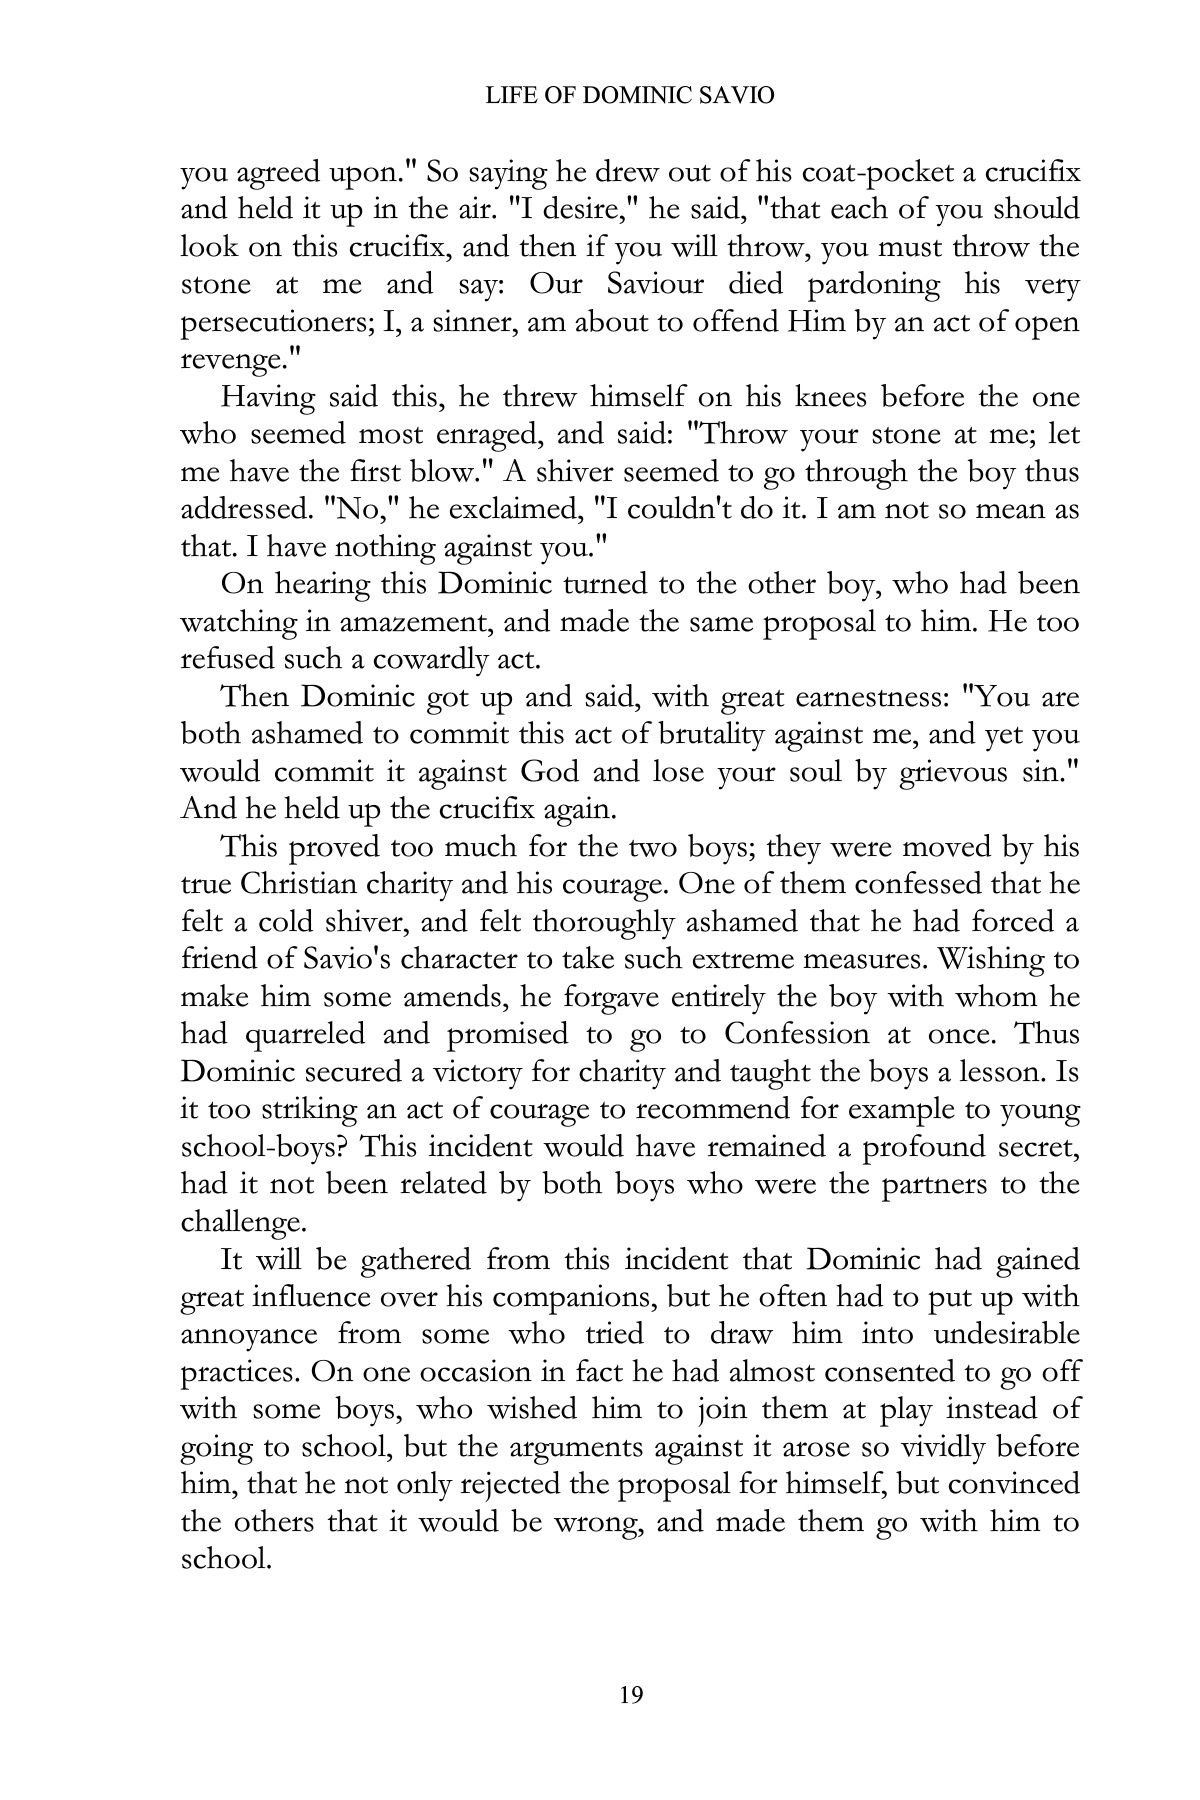 LIFE OF DOMINIC SAVIO
you agreed upon." So saying he drew out of his coat-pocket a crucifix
and held it up in the air. "I desire," he said, "that each of you should
look on this crucifix, and then if you will throw, you must throw the
stone at me and say: Our Saviour died pardoning his very
persecutioners; I, a sinner, am about to offend Him by an act of open
revenge."
Having said this, he threw himself on his knees before the one
who seemed most enraged, and said: "Throw your stone at me; let
me have the first blow." A shiver seemed to go through the boy thus
addressed. "No," he exclaimed, "I couldn't do it. I am not so mean as
that. I have nothing against you."
On hearing this Dominic turned to the other boy, who had been
watching in amazement, and made the same proposal to him. He too
refused such a cowardly act.
Then Dominic got up and said, with great earnestness: "You are
both ashamed to commit this act of brutality against me, and yet you
would commit it against God and lose your soul by grievous sin."
And he held up the crucifix again.
This proved too much for the two boys; they were moved by his
true Christian charity and his courage. One of them confessed that he
felt a cold shiver, and felt thoroughly ashamed that he had forced a
friend of Savio's character to take such extreme measures. Wishing to
make him some amends, he forgave entirely the boy with whom he
had quarreled and promised to go to Confession at once. Thus
Dominic secured a victory for charity and taught the boys a lesson. Is
it too striking an act of courage to recommend for example to young
school-boys? This incident would have remained a profound secret,
had it not been related by both boys who were the partners to the
challenge.
It will be gathered from this incident that Dominic had gained
great influence over his companions, but he often had to put up with
annoyance from some who tried to draw him into undesirable
practices. On one occasion in fact he had almost consented to go off
with some boys, who wished him to join them at play instead of
going to school, but the arguments against it arose so vividly before
him, that he not only rejected the proposal for himself, but convinced
the others that it would be wrong, and made them go with him to
school.
19